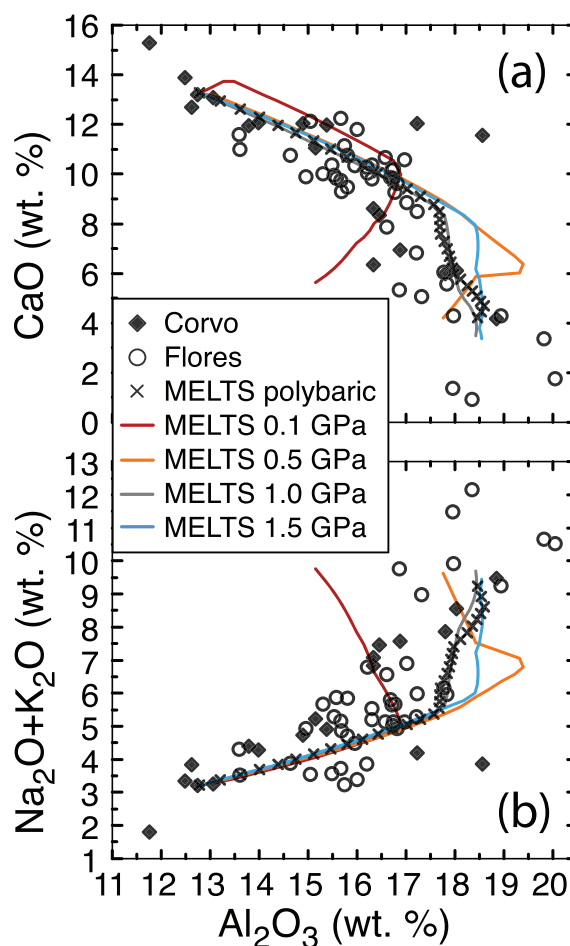 16
14
12
10
8
6
4
2
0
CaO (wt. %)
(a)
Corvo
Flores
MELTS polybaric
MELTS 0.1 GPa
MELTS 0.5 GPa
MELTS 1.0 GPa
MELTS 1.5 GPa
13
12
11
10
9
8
7
6
5
4
3
2
1
Na₂O+K₂O (wt. %)
(b)
11 12 13 14 15 16 17 18 19 20
Al₂O₃ (wt. %)